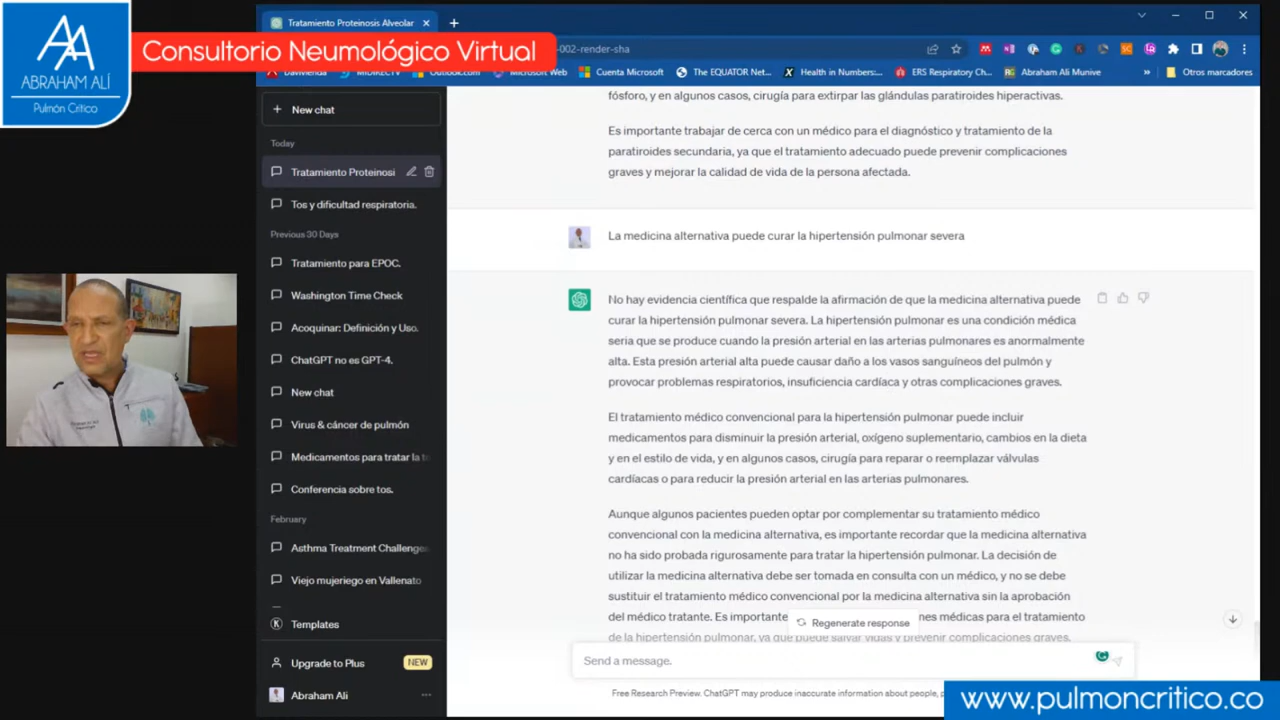 AA
ABRAHAM ALÍ
Pulmón Crítico
Consultorio Neumológico Virtual
Tratamiento Proteinosis Alveolar
-002-render-sha
Davivienda
MiDIRECTV
Outlook.com
Microsoft Web
Cuenta Microsoft
The EQUATOR Net...
Health in Numbers:...
ERS Respiratory Ch...
Abraham Ali Munive
»
Otros marcadores
+ New chat
Today
Tratamiento Proteinosi
Tos y dificultad respiratoria.
Previous 30 Days
Tratamiento para EPOC.
Washington Time Check
Acoquinar: Definición y Uso.
ChatGPT no es GPT-4.
New chat
Virus & cáncer de pulmón
Medicamentos para tratar la t
Conferencia sobre tos.
February
Asthma Treatment Challenge
Viejo mujeriego en Vallenato
Templates
Upgrade to Plus
NEW
Abraham Ali
fósforo, y en algunos casos, cirugía para extirpar las glándulas paratiroides hiperactivas.
Es importante trabajar de cerca con un médico para el diagnóstico y tratamiento de la
paratiroides secundaria, ya que el tratamiento adecuado puede prevenir complicaciones
graves y mejorar la calidad de vida de la persona afectada.
La medicina alternativa puede curar la hipertensión pulmonar severa
No hay evidencia científica que respalde la afirmación de que la medicina alternativa puede
curar la hipertensión pulmonar severa. La hipertensión pulmonar es una condición médica
seria que se produce cuando la presión arterial en las arterias pulmonares es anormalmente
alta. Esta presión arterial alta puede causar daño a los vasos sanguíneos del pulmón y
provocar problemas respiratorios, insuficiencia cardíaca y otras complicaciones graves.
El tratamiento médico convencional para la hipertensión pulmonar puede incluir
medicamentos para disminuir la presión arterial, oxígeno suplementario, cambios en la dieta
y en el estilo de vida, y en algunos casos, cirugía para reparar o reemplazar válvulas
cardíacas o para reducir la presión arterial en las arterias pulmonares.
Aunque algunos pacientes pueden optar por complementar su tratamiento médico
convencional con la medicina alternativa, es importante recordar que la medicina alternativa
no ha sido probada rigurosamente para tratar la hipertensión pulmonar. La decisión de
utilizar la medicina alternativa debe ser tomada en consulta con un médico, y no se debe
sustituir el tratamiento médico convencional por la medicina alternativa sin la aprobación
del médico tratante. Es importante
nes médicas para el tratamiento
de la hipertensión pulmonar, ya que puede salvar vidas y prevenir complicaciones graves.
Regenerate response
Send a message.
Free Research Preview. ChatGPT may produce inaccurate information about people, p
www.pulmoncritico.co